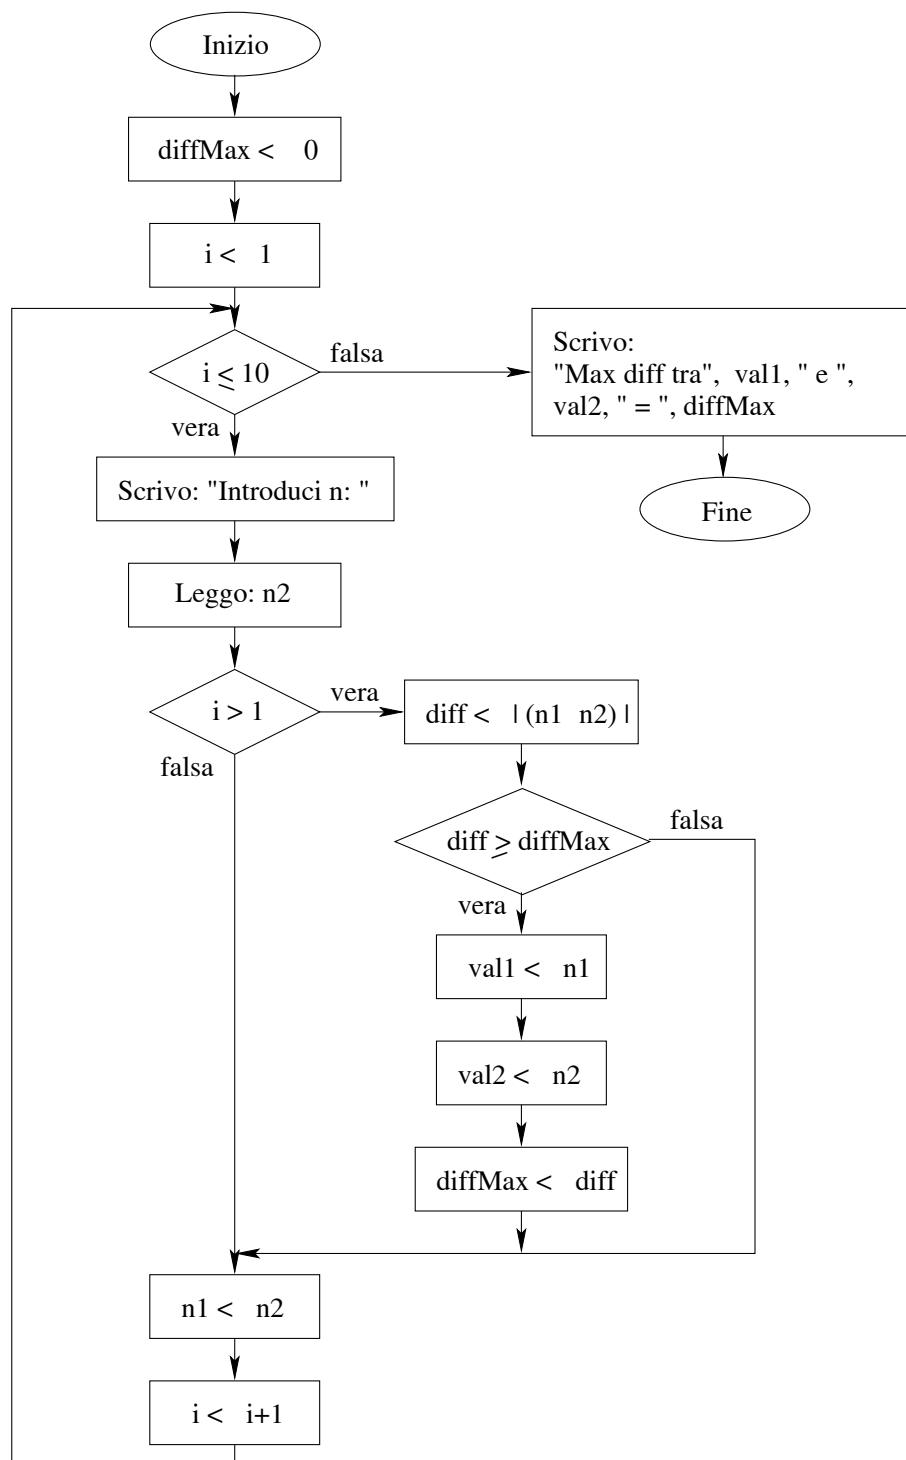 Inizio
diffMax < 0
i < 1
i ≤ 10
falsa
vera
Scrivo:
"Max diff tra", val1, " e ",
val2, " = ", diffMax
Fine
Scrivo: "Introduci n: "
Leggo: n2
i > 1
vera
falsa
diff < | (n1 n2) |
diff ≥ diffMax
falsa
vera
val1 < n1
val2 < n2
diffMax < diff
n1 < n2
i < i+1